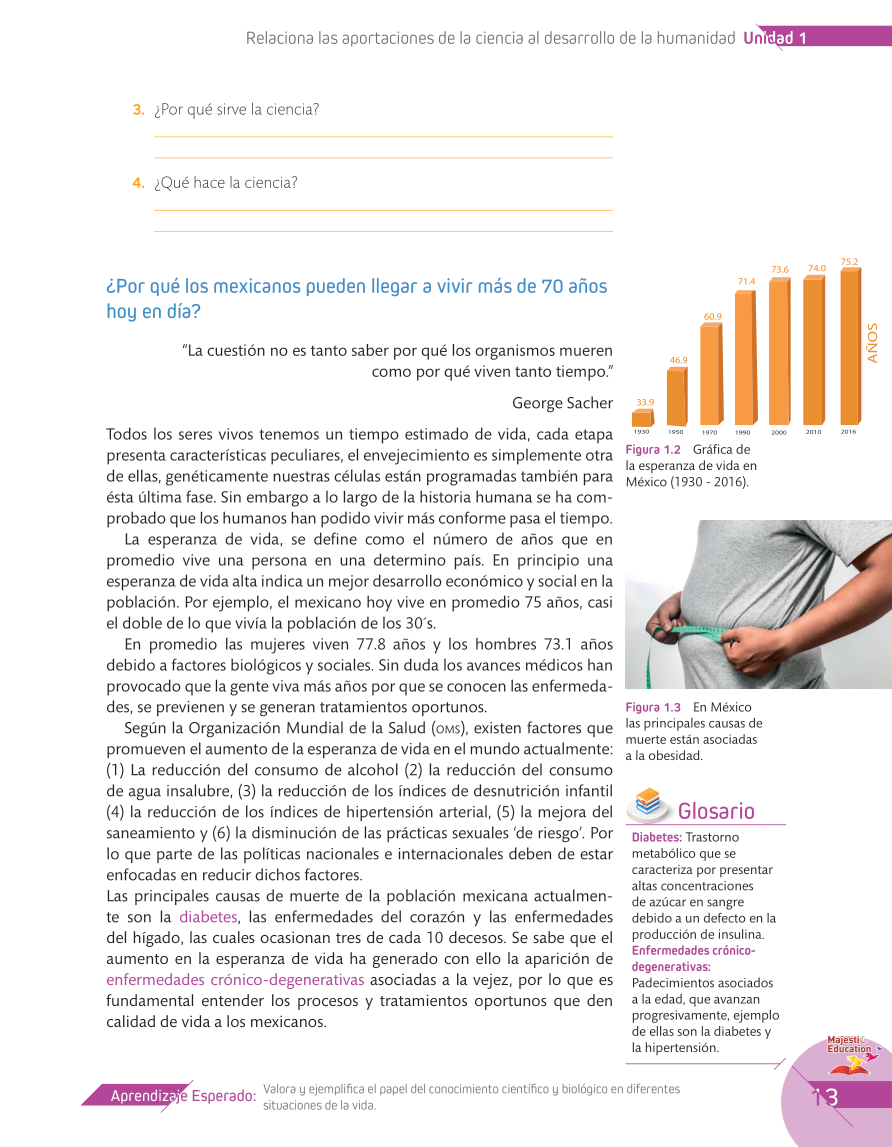 Relaciona las aportaciones de la ciencia al desarrollo de la humanidad Unidad 1
3. ¿Por qué sirve la ciencia?
4. ¿Qué hace la ciencia?
¿Por qué los mexicanos pueden llegar a vivir más de 70 años
hoy en día?
“La cuestión no es tanto saber por qué los organismos mueren
como por qué viven tanto tiempo.”
George Sacher
Todos los seres vivos tenemos un tiempo estimado de vida, cada etapa
presenta características peculiares, el envejecimiento es simplemente otra
de ellas, genéticamente nuestras células están programadas también para
ésta última fase. Sin embargo a lo largo de la historia humana se ha com-
probado que los humanos han podido vivir más conforme pasa el tiempo.
La esperanza de vida, se define como el número de años que en
promedio vive una persona en una determino país. En principio una
esperanza de vida alta indica un mejor desarrollo económico y social en la
población. Por ejemplo, el mexicano hoy vive en promedio 75 años, casi
el doble de lo que vivía la población de los 30´s.
En promedio las mujeres viven 77.8 años y los hombres 73.1 años
debido a factores biológicos y sociales. Sin duda los avances médicos han
provocado que la gente viva más años por que se conocen las enfermeda-
des, se previenen y se generan tratamientos oportunos.
Según la Organización Mundial de la Salud (OMS), existen factores que
promueven el aumento de la esperanza de vida en el mundo actualmente:
(1) La reducción del consumo de alcohol (2) la reducción del consumo
de agua insalubre, (3) la reducción de los índices de desnutrición infantil
(4) la reducción de los índices de hipertensión arterial, (5) la mejora del
saneamiento y (6) la disminución de las prácticas sexuales ‘de riesgo’. Por
lo que parte de las políticas nacionales e internacionales deben de estar
enfocadas en reducir dichos factores.
Las principales causas de muerte de la población mexicana actualmen-
te son la diabetes, las enfermedades del corazón y las enfermedades
del hígado, las cuales ocasionan tres de cada 10 decesos. Se sabe que el
aumento en la esperanza de vida ha generado con ello la aparición de
enfermedades crónico-degenerativas asociadas a la vejez, por lo que es
fundamental entender los procesos y tratamientos oportunos que den
calidad de vida a los mexicanos.
33.9 46.9 60.9 71.4 73.6 74.0 75.2
AÑOS
1930 1950 1970 1990 2000 2010 2016
Figura 1.2 Gráfica de
la esperanza de vida en
México (1930 - 2016).
Figura 1.3 En México
las principales causas de
muerte están asociadas
a la obesidad.
Glosario
Diabetes: Trastorno
metabólico que se
caracteriza por presentar
altas concentraciones
de azúcar en sangre
debido a un defecto en la
producción de insulina.
Enfermedades crónico-
degenerativas:
Padecimientos asociados
a la edad, que avanzan
progresivamente, ejemplo
de ellas son la diabetes y
la hipertensión.
Majestic
Education
Aprendizaje Esperado: Valora y ejemplifica el papel del conocimiento científico y biológico en diferentes
situaciones de la vida.
13